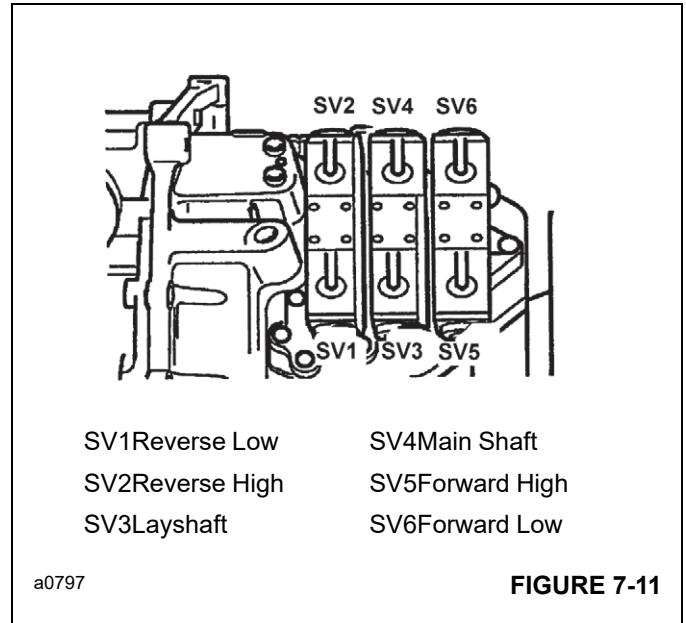 SV2 SV4 SV6
SV1 SV3 SV5
SV1Reverse Low SV4Main Shaft
SV2Reverse High SV5Forward High
SV3Layshaft SV6Forward Low
a0797 FIGURE 7-11